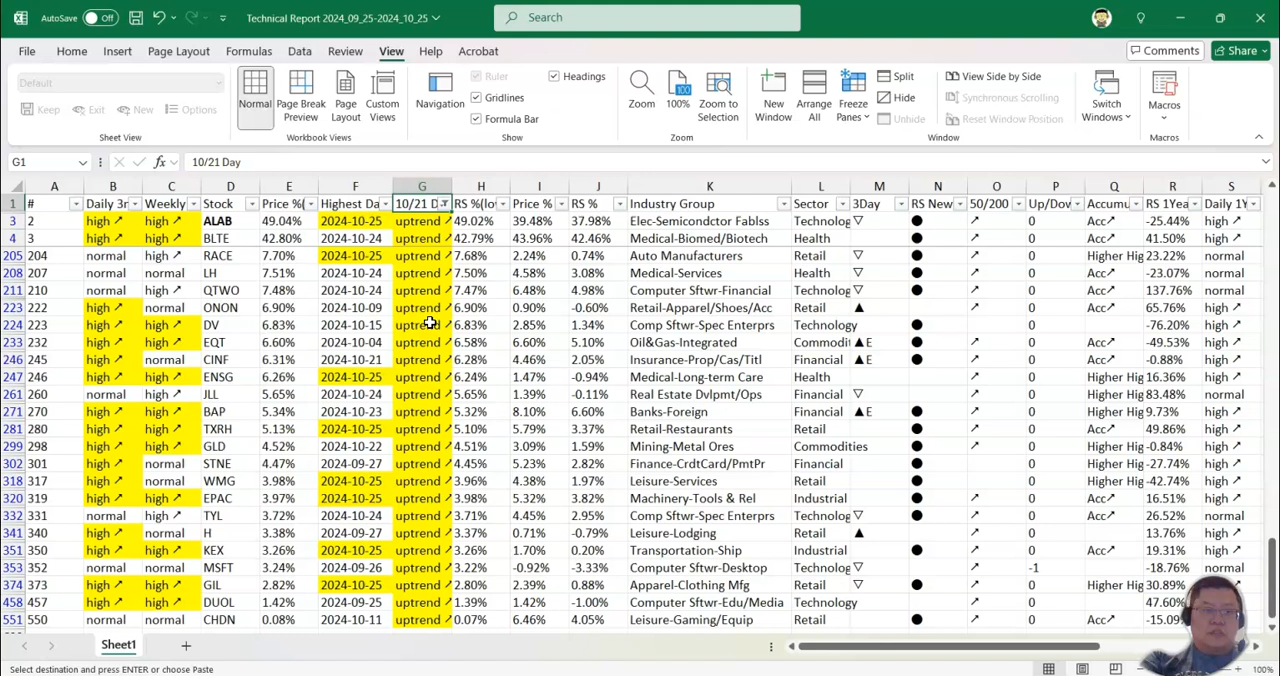 AutoSave Off Technical Report 2024_09_25-2024_10_25 Search
File Home Insert Page Layout Formulas Data Review View Help Acrobat Comments Share
Default Keep Exit New Options Sheet View
Normal Page Break Preview Page Layout Custom Views Workbook Views
Navigation Ruler Gridlines Formula Bar Headings Show
Zoom 100 100% Zoom to Selection Zoom
New Window Arrange All Freeze Panes Split Hide Unhide View Side by Side Synchronous Scrolling Reset Window Position Switch Windows Window
Macros Macros
G1 fx 10/21 Day
A B C D E F G H I J K L M N O P Q R S
1 # Daily 3r Weekly Stock Price %( Highest Da 10/21 D RS %(lo Price % RS % Industry Group Sector 3Day RS New 50/200 Up/Dow Accumu RS 1Year Daily 1Y
3 2 high ↗ high ↗ ALAB 49.04% 2024-10-25 uptrend ↗ 49.02% 39.48% 37.98% Elec-Semicondctor Fablss Technolog ▽ ● ↗ 0 Acc↗ -25.44% high ↗
4 3 high ↗ high ↗ BLTE 42.80% 2024-10-24 uptrend ↗ 42.79% 43.96% 42.46% Medical-Biomed/Biotech Health ● ↗ 0 Acc↗ 41.50% high ↗
205 204 normal high ↗ RACE 7.70% 2024-10-25 uptrend ↗ 7.68% 2.24% 0.74% Auto Manufacturers Retail ▽ ● ↗ 0 Higher Hig 23.22% normal
208 207 normal normal LH 7.51% 2024-10-24 uptrend ↗ 7.50% 4.58% 3.08% Medical-Services Health ▽ ● ↗ 0 Acc↗ -23.07% high ↗
211 210 normal normal QTWO 7.48% 2024-10-24 uptrend ↗ 7.47% 6.48% 4.98% Computer Sftwr-Financial Technolog ▽ ● ↗ 0 Acc↗ 137.76% normal
223 222 high ↗ normal ONON 6.90% 2024-10-09 uptrend ↗ 6.90% 0.90% -0.60% Retail-Apparel/Shoes/Acc Retail ▲ ● ↗ 0 Acc↗ 65.76% high ↗
224 223 high ↗ high ↗ DV 6.83% 2024-10-15 uptrend ↗ 6.83% 2.85% 1.34% Comp Sftwr-Spec Enterprs Technology ● 0 -76.20% high ↗
233 232 high ↗ high ↗ EQT 6.60% 2024-10-04 uptrend ↗ 6.58% 6.60% 5.10% Oil&Gas-Integrated Commodit ▲E ● ↗ 0 Acc↗ -49.53% high ↗
246 245 high ↗ normal CINF 6.31% 2024-10-21 uptrend ↗ 6.28% 4.46% 2.05% Insurance-Prop/Cas/Titl Financial ▲E ● ↗ 0 Acc↗ -0.88% high ↗
247 246 high ↗ high ↗ ENSG 6.26% 2024-10-25 uptrend ↗ 6.24% 1.47% -0.94% Medical-Long-term Care Health ↗ 0 Higher Hig 16.36% high ↗
261 260 normal high ↗ JLL 5.65% 2024-10-24 uptrend ↗ 5.65% 1.39% -0.11% Real Estate Dvlpmt/Ops Financial ▽ ↗ 0 Higher Hig 83.48% normal
271 270 high ↗ high ↗ BAP 5.34% 2024-10-23 uptrend ↗ 5.32% 8.10% 6.60% Banks-Foreign Financial ▲E ● ↗ 0 Higher Hig 9.73% high ↗
281 280 high ↗ high ↗ TXRH 5.13% 2024-10-25 uptrend ↗ 5.10% 5.79% 3.37% Retail-Restaurants Retail ● ↗ 0 Acc↗ 49.86% high ↗
299 298 high ↗ high ↗ GLD 4.52% 2024-10-22 uptrend ↗ 4.51% 3.09% 1.59% Mining-Metal Ores Commodities ● ↗ 0 Higher Hig -0.84% high ↗
302 301 high ↗ normal STNE 4.47% 2024-09-27 uptrend ↗ 4.45% 5.23% 2.82% Finance-CrdtCard/PmtPr Financial ● 0 Higher Hig -27.74% high ↗
318 317 high ↗ normal WMG 3.98% 2024-10-25 uptrend ↗ 3.96% 4.38% 1.97% Leisure-Services Retail ● 0 Higher Hig -42.74% high ↗
320 319 high ↗ high ↗ EPAC 3.97% 2024-10-25 uptrend ↗ 3.98% 5.32% 3.82% Machinery-Tools & Rel Industrial ● ↗ 0 Acc↗ 16.51% high ↗
332 331 normal high ↗ TYL 3.72% 2024-10-24 uptrend ↗ 3.71% 4.45% 2.95% Comp Sftwr-Spec Enterprs Technology ● ↗ 0 Acc↗ 26.52% normal
341 340 normal high ↗ H 3.38% 2024-09-27 uptrend ↗ 3.37% 0.71% -0.79% Leisure-Lodging Retail ▲ 0 13.76% high ↗
351 350 high ↗ high ↗ KEX 3.26% 2024-10-25 uptrend ↗ 3.26% 1.70% 0.20% Transportation-Ship Industrial ● ↗ 0 Acc↗ 19.31% high ↗
353 352 normal normal MSFT 3.24% 2024-09-26 uptrend ↗ 3.22% -0.92% -3.33% Computer Sftwr-Desktop Technolog ▽ ↗ -1 -18.76% normal
374 373 high ↗ high ↗ GIL 2.82% 2024-10-25 uptrend ↗ 2.80% 2.39% 0.88% Apparel-Clothing Mfg Retail ▽ ● ↗ 0 Higher Hig 30.89% high ↗
458 457 high ↗ high ↗ DUOL 1.42% 2024-09-25 uptrend ↗ 1.39% 1.42% -1.00% Computer Sftwr-Edu/Media Technology ↗ 0 47.60% high
551 550 normal normal CHDN 0.08% 2024-10-11 uptrend ↗ 0.07% 6.46% 4.05% Leisure-Gaming/Equip Retail ● ↗ 0 Acc↗ -15.09% high
Sheet1
Select destination and press ENTER or choose Paste 100%